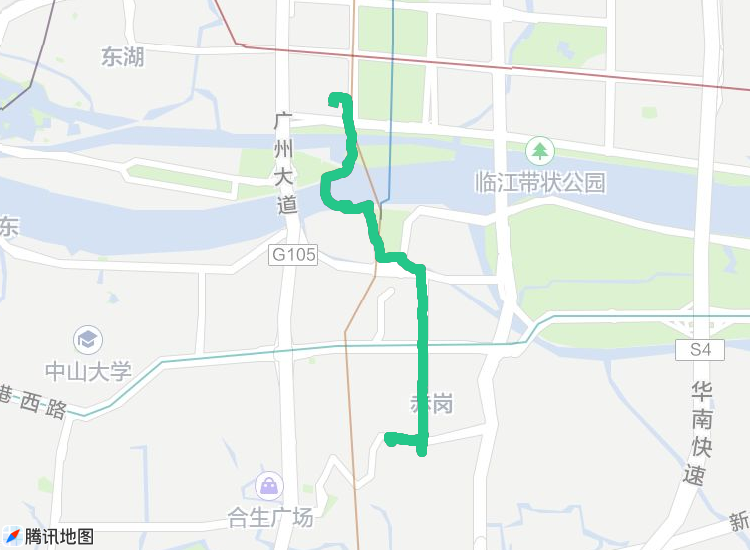 东湖
广州大道
临江带状公园
东
G105
S4
中山大学
港西路
赤岗
华南快速
合生广场
新
腾讯地图